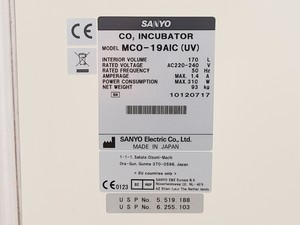 SANYO
CO₂ INCUBATOR
MODEL MCO-19AIC (UV)
INTERIOR VOLUME 170 L
RATED VOLTAGE AC220-240 V
RATED FREQUENCY 50 Hz
AMPERAGE MAX. 1.4 A
POWER CONSUMPTION MAX. 310 W
NET WEIGHT 93 kg
SN 10120717
SANYO Electric Co., Ltd.
MADE IN JAPAN
1-1-1, Sakata Oizumi-Machi
Ora-Gun, Gunma 370-0596, Japan
< EU countries only >
CE 0123 EC REP SANYO E&E Europe B.V.
Nieuwenhuizen
U S P No. 5.519.188
U S P No. 6.255.103
CE